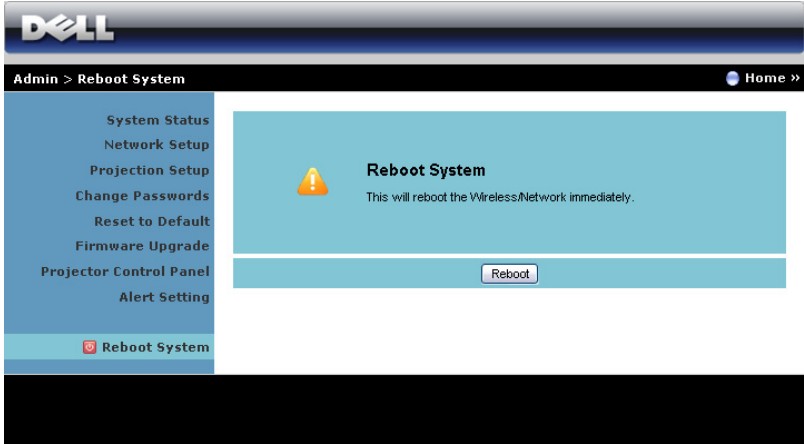 DELL
Admin > Reboot System
Home »
System Status
Network Setup
Projection Setup
Change Passwords
Reset to Default
Firmware Upgrade
Projector Control Panel
Alert Setting
Reboot System
Reboot System
This will reboot the Wireless/Network immediately.
Reboot